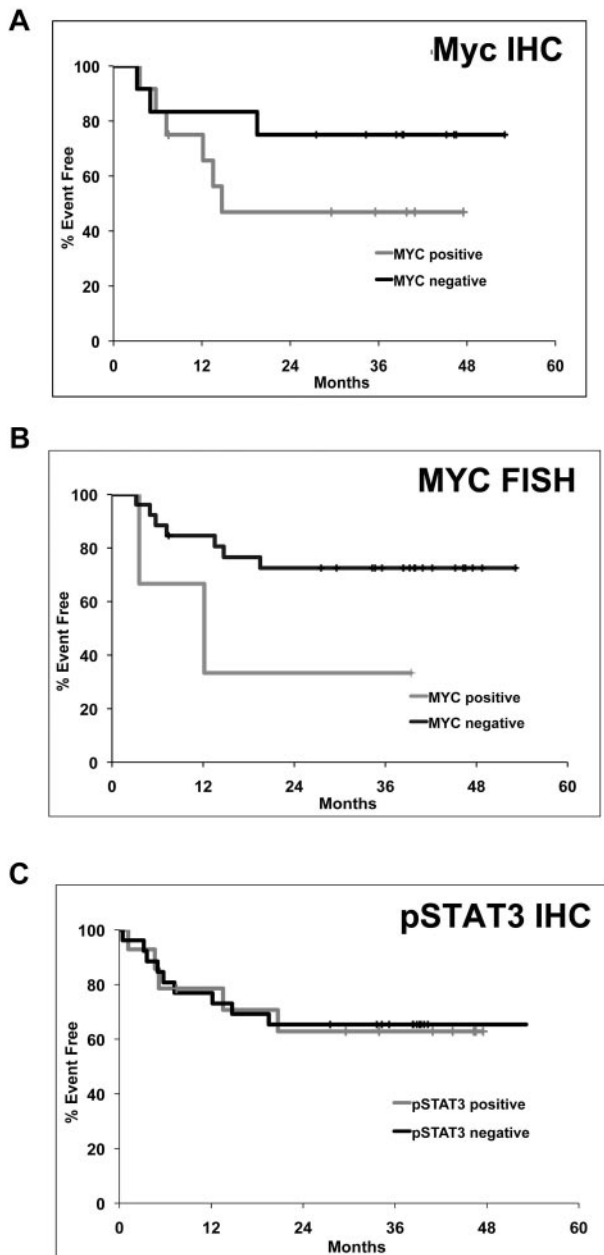 A
Myc IHC
100
80
60
40
20
0
% Event Free
0 12 24 36 48 60
Months
MYC positive
MYC negative
B
MYC FISH
100
80
60
40
20
0
% Event Free
0 12 24 36 48 60
Months
MYC positive
MYC negative
C
pSTAT3 IHC
100
80
60
40
20
0
% Event Free
0 12 24 36 48 60
Months
pSTAT3 positive
pSTAT3 negative